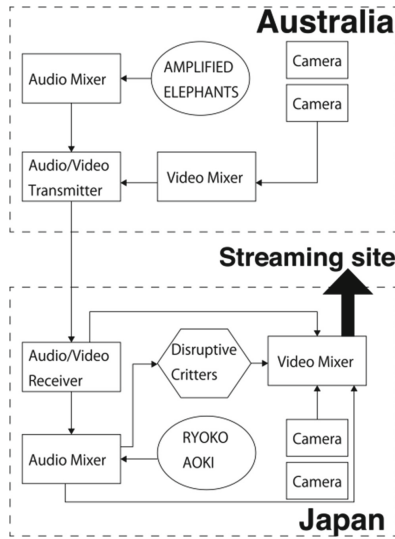 Australia
Audio Mixer
AMPLIFIED
ELEPHANTS
Camera
Camera
Audio/Video
Transmitter
Video Mixer
Streaming site
Audio/Video
Receiver
Disruptive
Critters
Video Mixer
Audio Mixer
RYOKO
AOKI
Camera
Camera
Japan